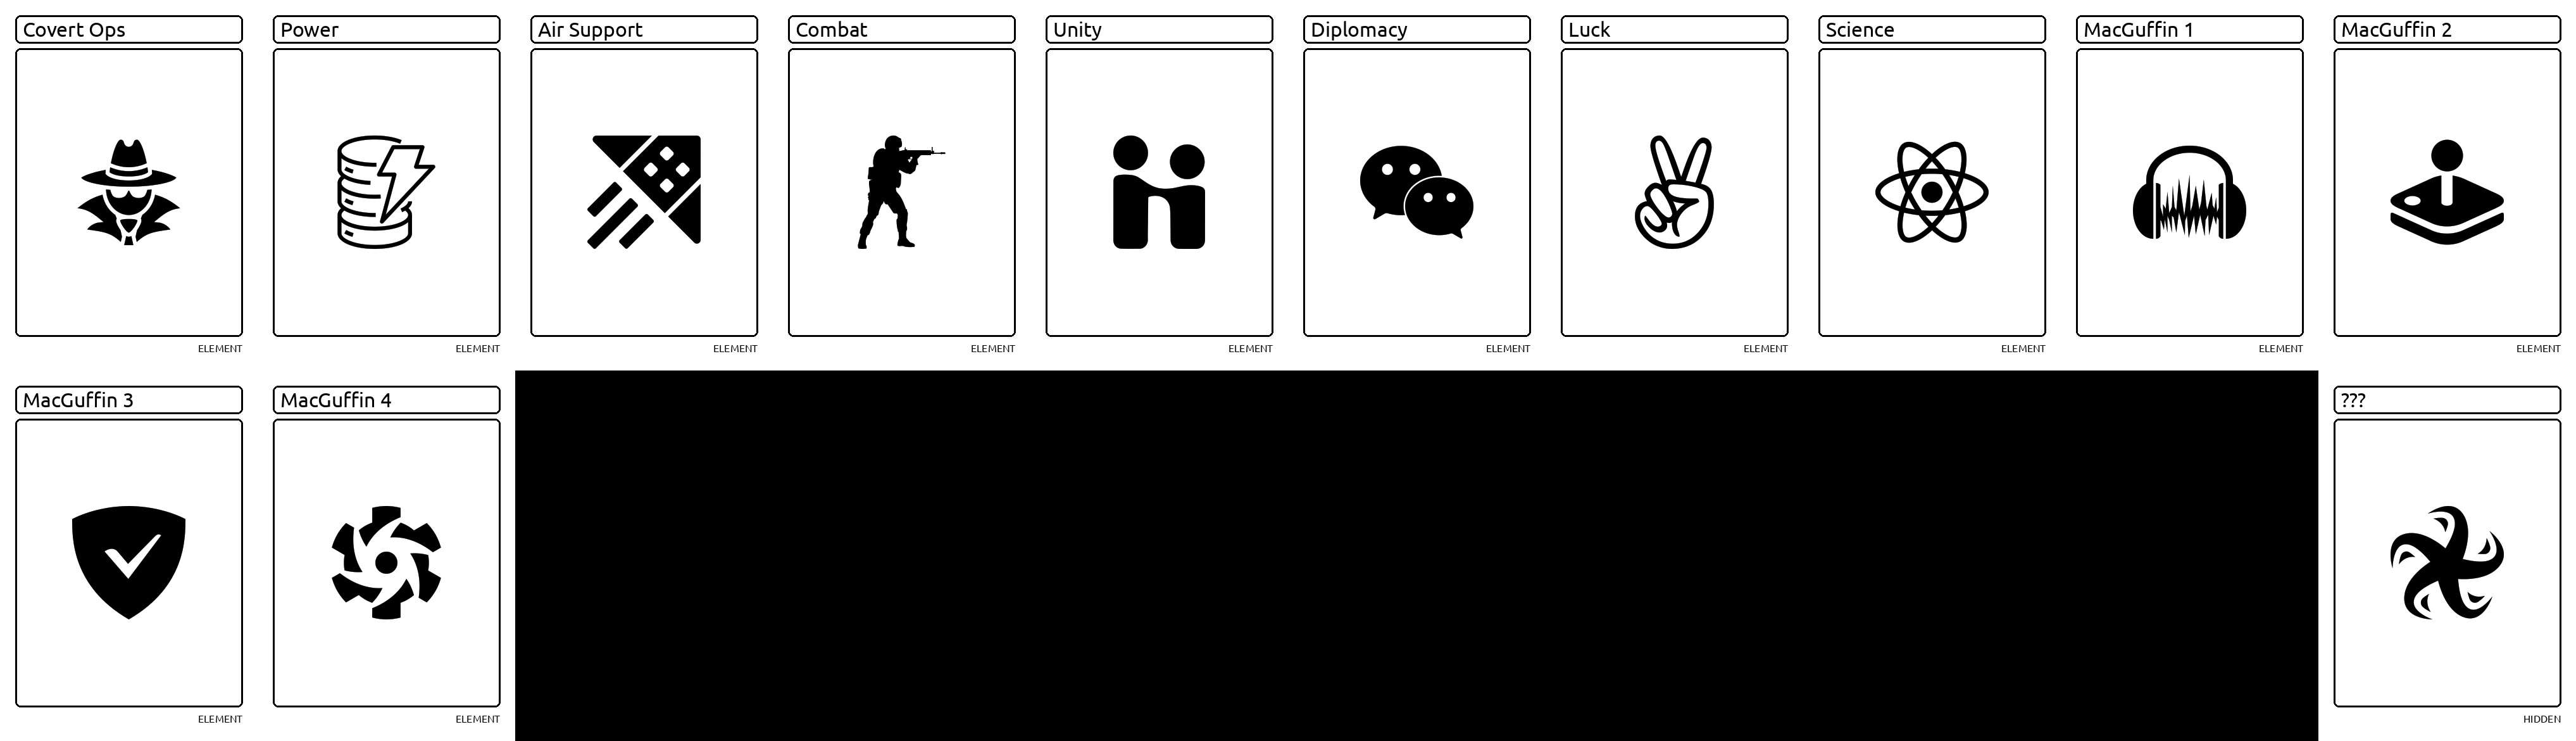 Covert Ops
Power
Air Support
Combat
Unity
Diplomacy
Luck
Science
MacGuffin 1
MacGuffin 2
ELEMENT
ELEMENT
ELEMENT
ELEMENT
ELEMENT
ELEMENT
ELEMENT
ELEMENT
ELEMENT
ELEMENT
MacGuffin 3
MacGuffin 4
???
ELEMENT
ELEMENT
HIDDEN